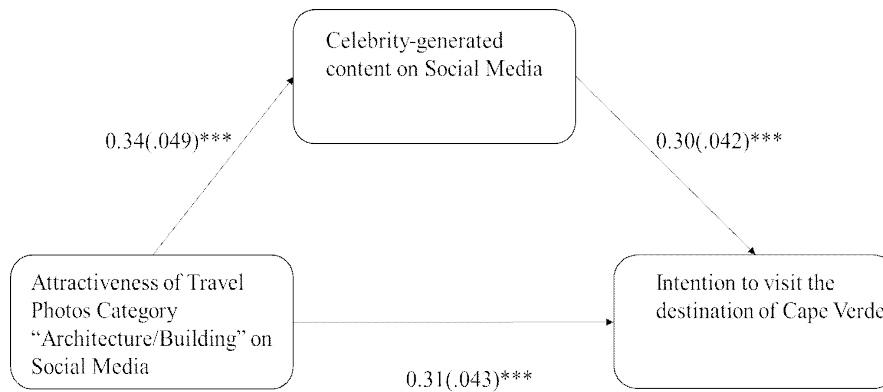 Celebrity-generated
content on Social Media
0.34(.049)***
0.30(.042)***
Attractiveness of Travel
Photos Category
“Architecture/Building” on
Social Media
Intention to visit the
destination of Cape Verde
0.31(.043)***